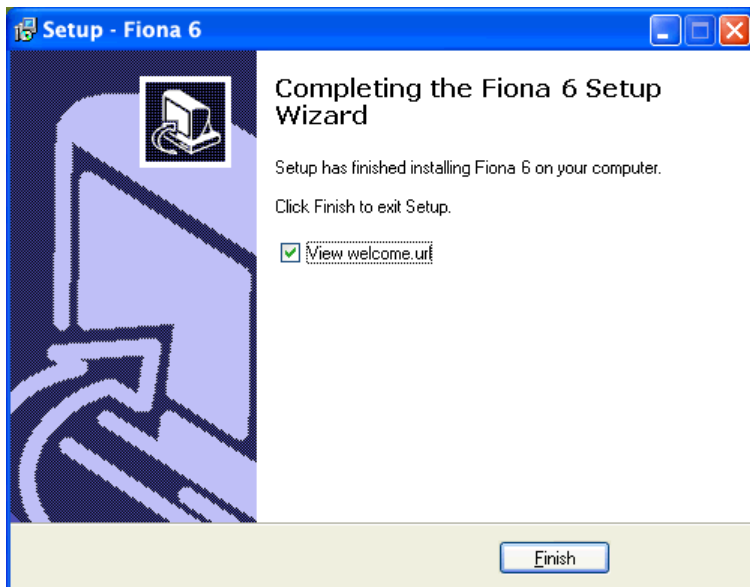 Setup - Fiona 6
Completing the Fiona 6 Setup
Wizard
Setup has finished installing Fiona 6 on your computer.
Click Finish to exit Setup.
View welcome.url
Finish